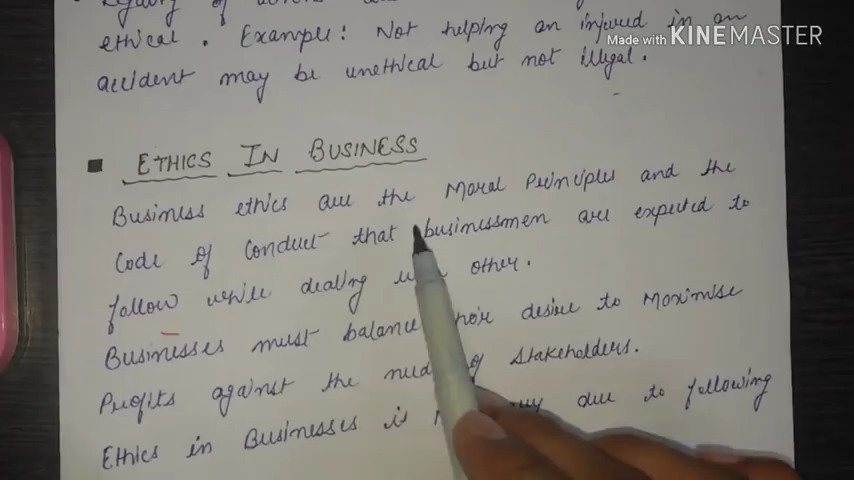 ethical. Example: Not helping an injured in an
Made with KINEMASTER
accident may be unethical but not illegal.
ETHICS IN BUSINESS
Business ethics are the Moral Principles and the
Code of Conduct that businessmen are expected to
follow while dealing other.
Businesses must balance desire to Maximise
Profits against the of Stakeholders.
Ethics in Businesses is due to following